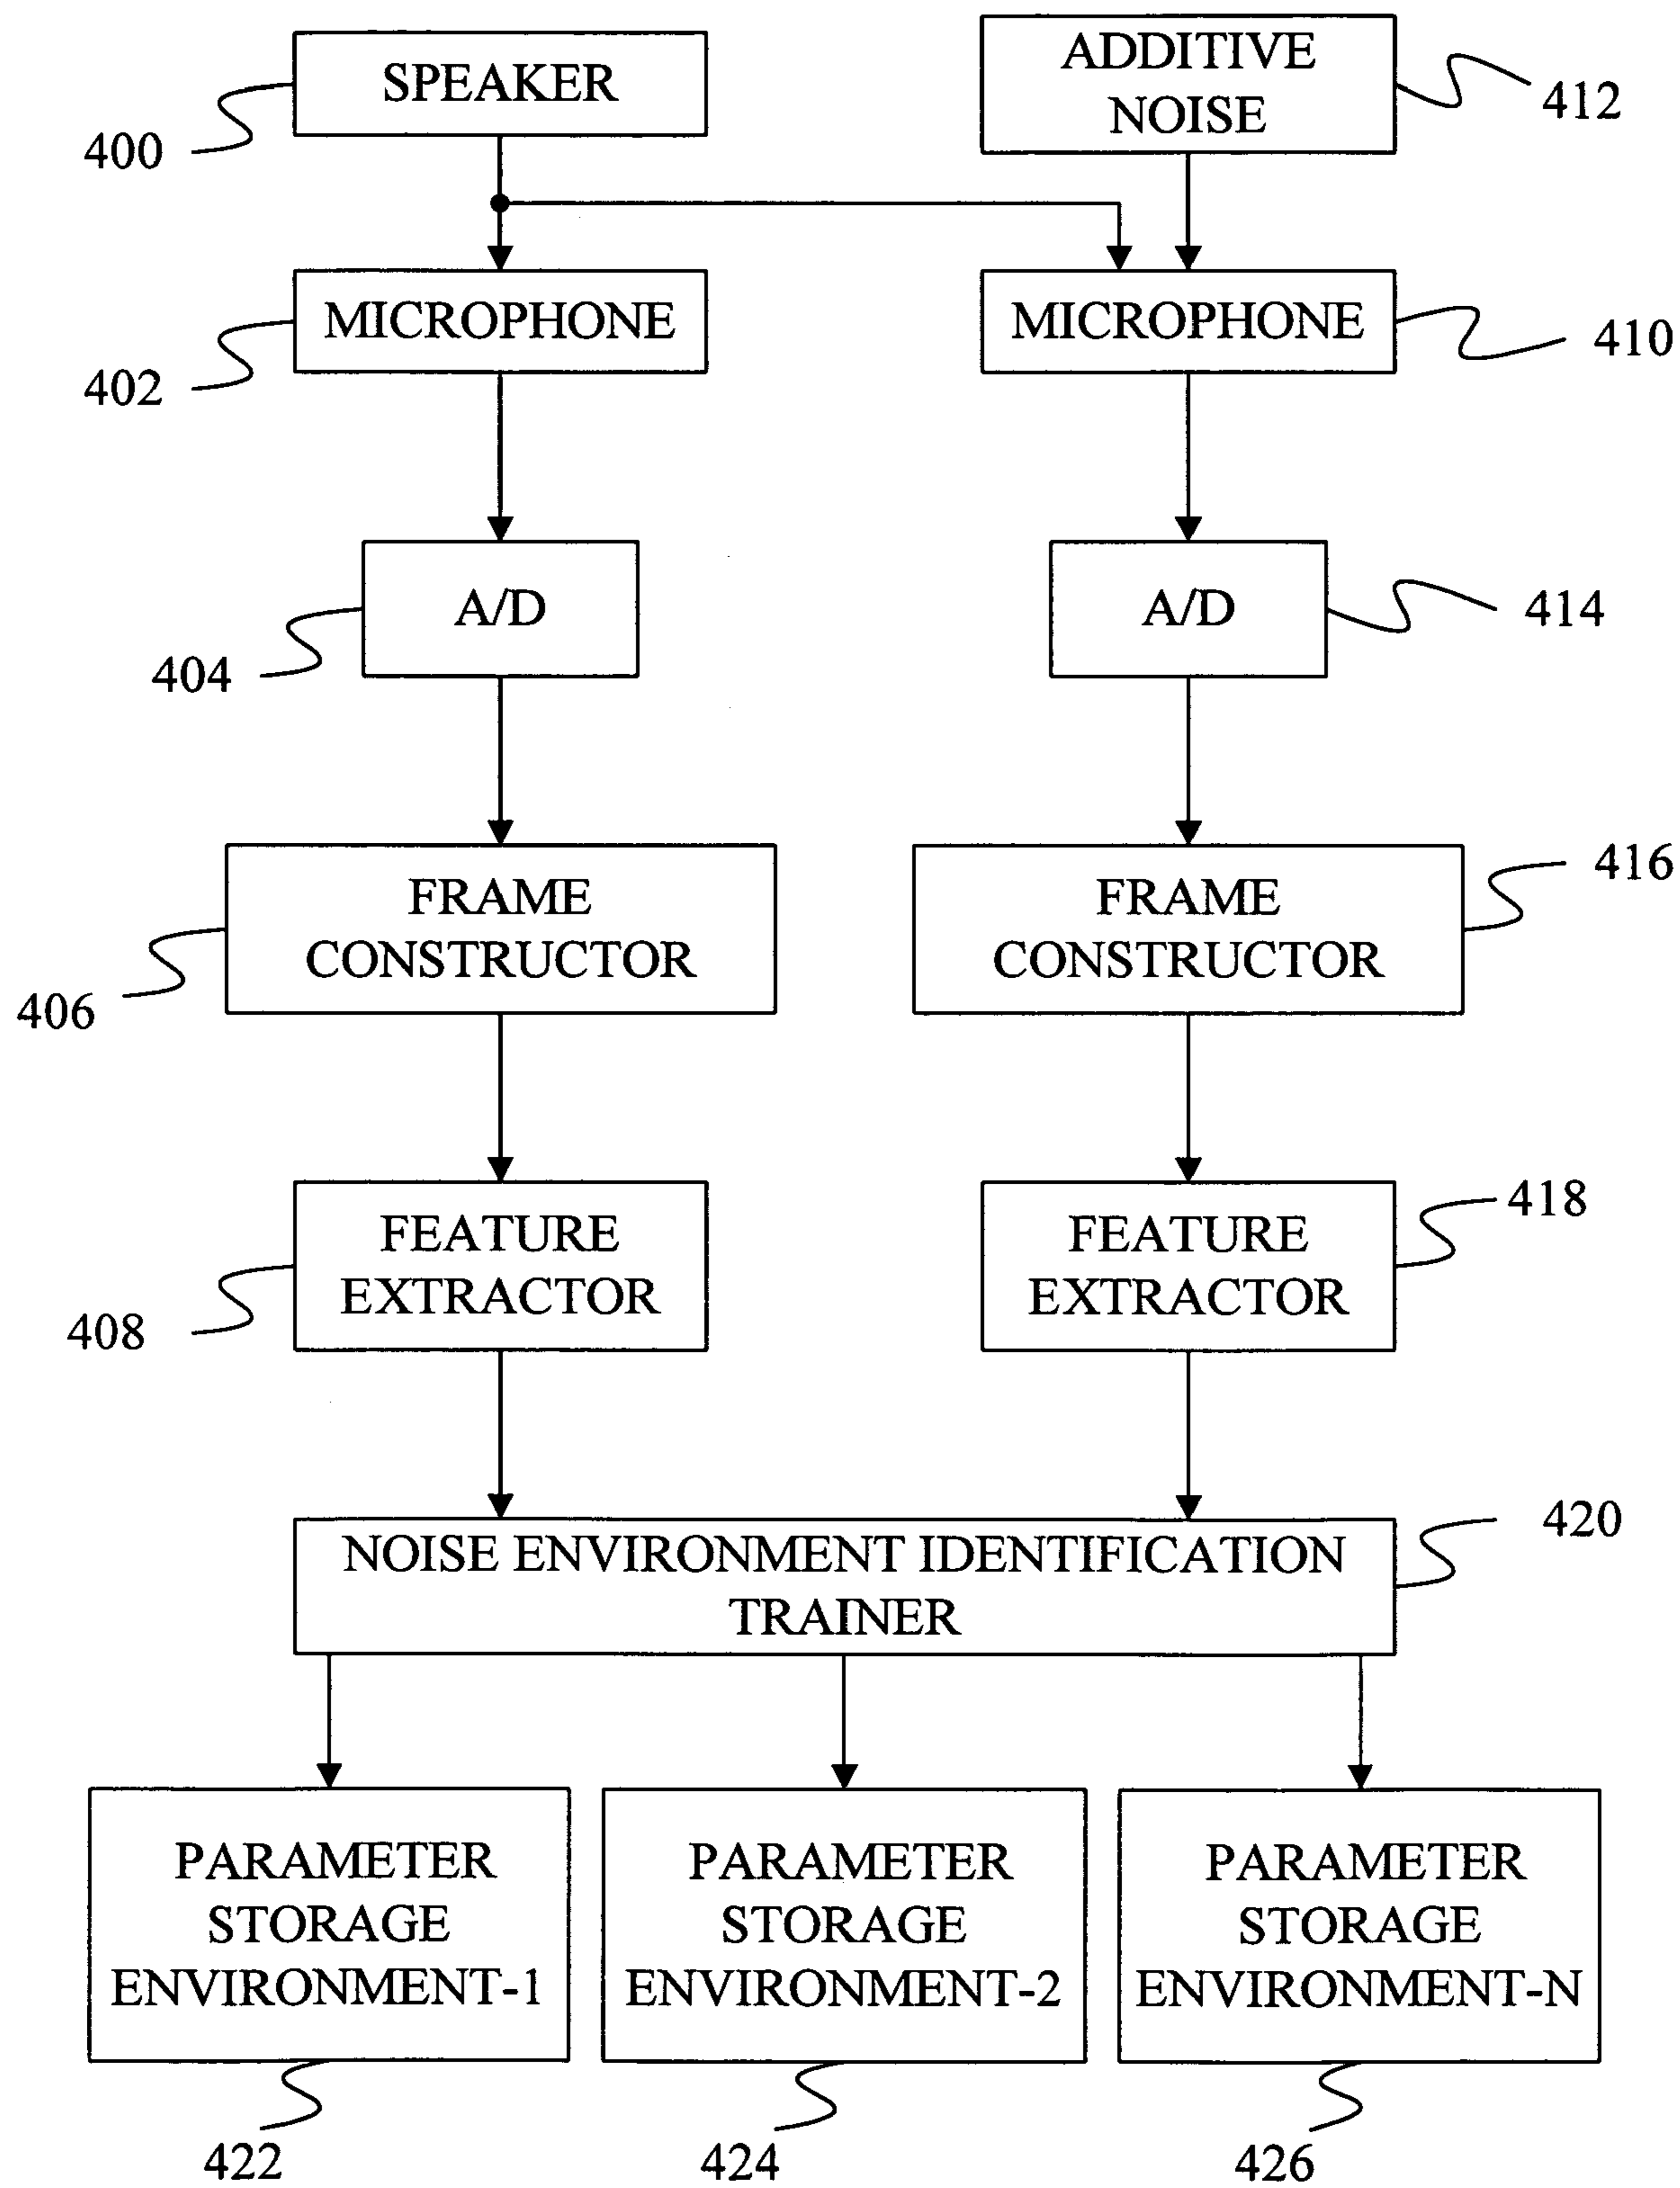 SPEAKER
400
ADDITIVE
NOISE
412
MICROPHONE
402
MICROPHONE
410
A/D
404
A/D
414
FRAME
CONSTRUCTOR
406
FRAME
CONSTRUCTOR
416
FEATURE
EXTRACTOR
408
FEATURE
EXTRACTOR
418
NOISE ENVIRONMENT IDENTIFICATION
TRAINER
420
PARAMETER
STORAGE
ENVIRONMENT-1
422
PARAMETER
STORAGE
ENVIRONMENT-2
424
PARAMETER
STORAGE
ENVIRONMENT-N
426